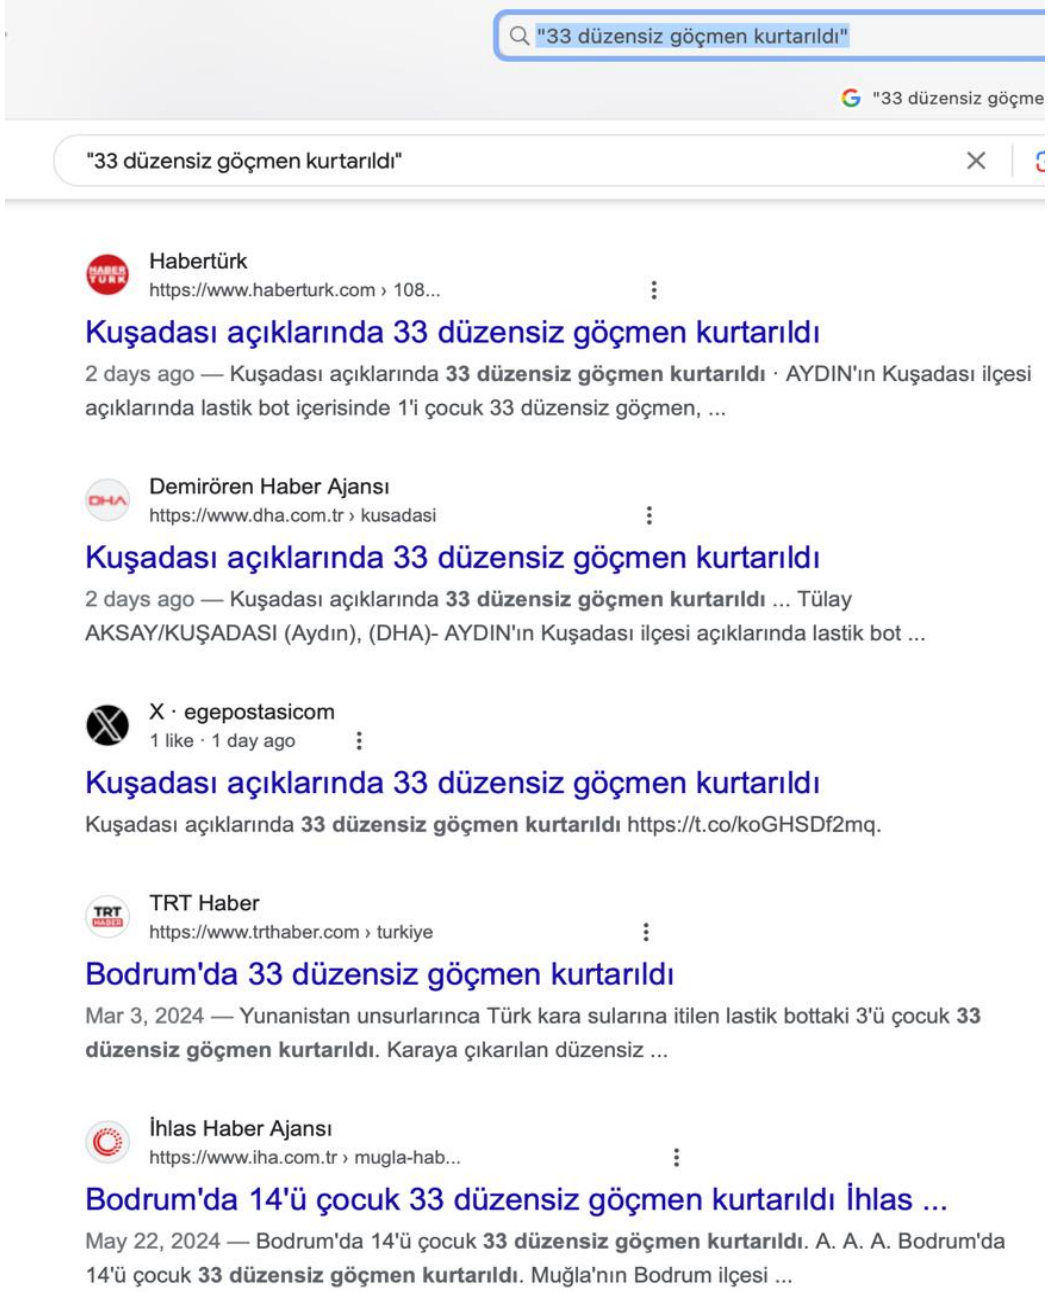 "33 düzensiz göçmen kurtarıldı"
"33 düzensiz göçme
"33 düzensiz göçmen kurtarıldı"
HABER
TURK
Habertürk
https://www.haberturk.com › 108...
Kuşadası açıklarında 33 düzensiz göçmen kurtarıldı
2 days ago — Kuşadası açıklarında 33 düzensiz göçmen kurtarıldı · AYDIN'ın Kuşadası ilçesi
açıklarında lastik bot içerisinde 1'i çocuk 33 düzensiz göçmen, ...
DHA
Demirören Haber Ajansı
https://www.dha.com.tr › kusadasi
Kuşadası açıklarında 33 düzensiz göçmen kurtarıldı
2 days ago — Kuşadası açıklarında 33 düzensiz göçmen kurtarıldı ... Tülay
AKSAY/KUŞADASI (Aydın), (DHA)- AYDIN'ın Kuşadası ilçesi açıklarında lastik bot ...
X · egepostasicom
1 like · 1 day ago
Kuşadası açıklarında 33 düzensiz göçmen kurtarıldı
Kuşadası açıklarında 33 düzensiz göçmen kurtarıldı https://t.co/koGHSDf2mq.
TRT
HABER
TRT Haber
https://www.trthaber.com › turkiye
Bodrum'da 33 düzensiz göçmen kurtarıldı
Mar 3, 2024 — Yunanistan unsurlarınca Türk kara sularına itilen lastik bottaki 3'ü çocuk 33
düzensiz göçmen kurtarıldı. Karaya çıkarılan düzensiz ...
İhlas Haber Ajansı
https://www.iha.com.tr › mugla-hab...
Bodrum'da 14'ü çocuk 33 düzensiz göçmen kurtarıldı İhlas ...
May 22, 2024 — Bodrum'da 14'ü çocuk 33 düzensiz göçmen kurtarıldı. A. A. A. Bodrum'da
14'ü çocuk 33 düzensiz göçmen kurtarıldı. Muğla'nın Bodrum ilçesi ...